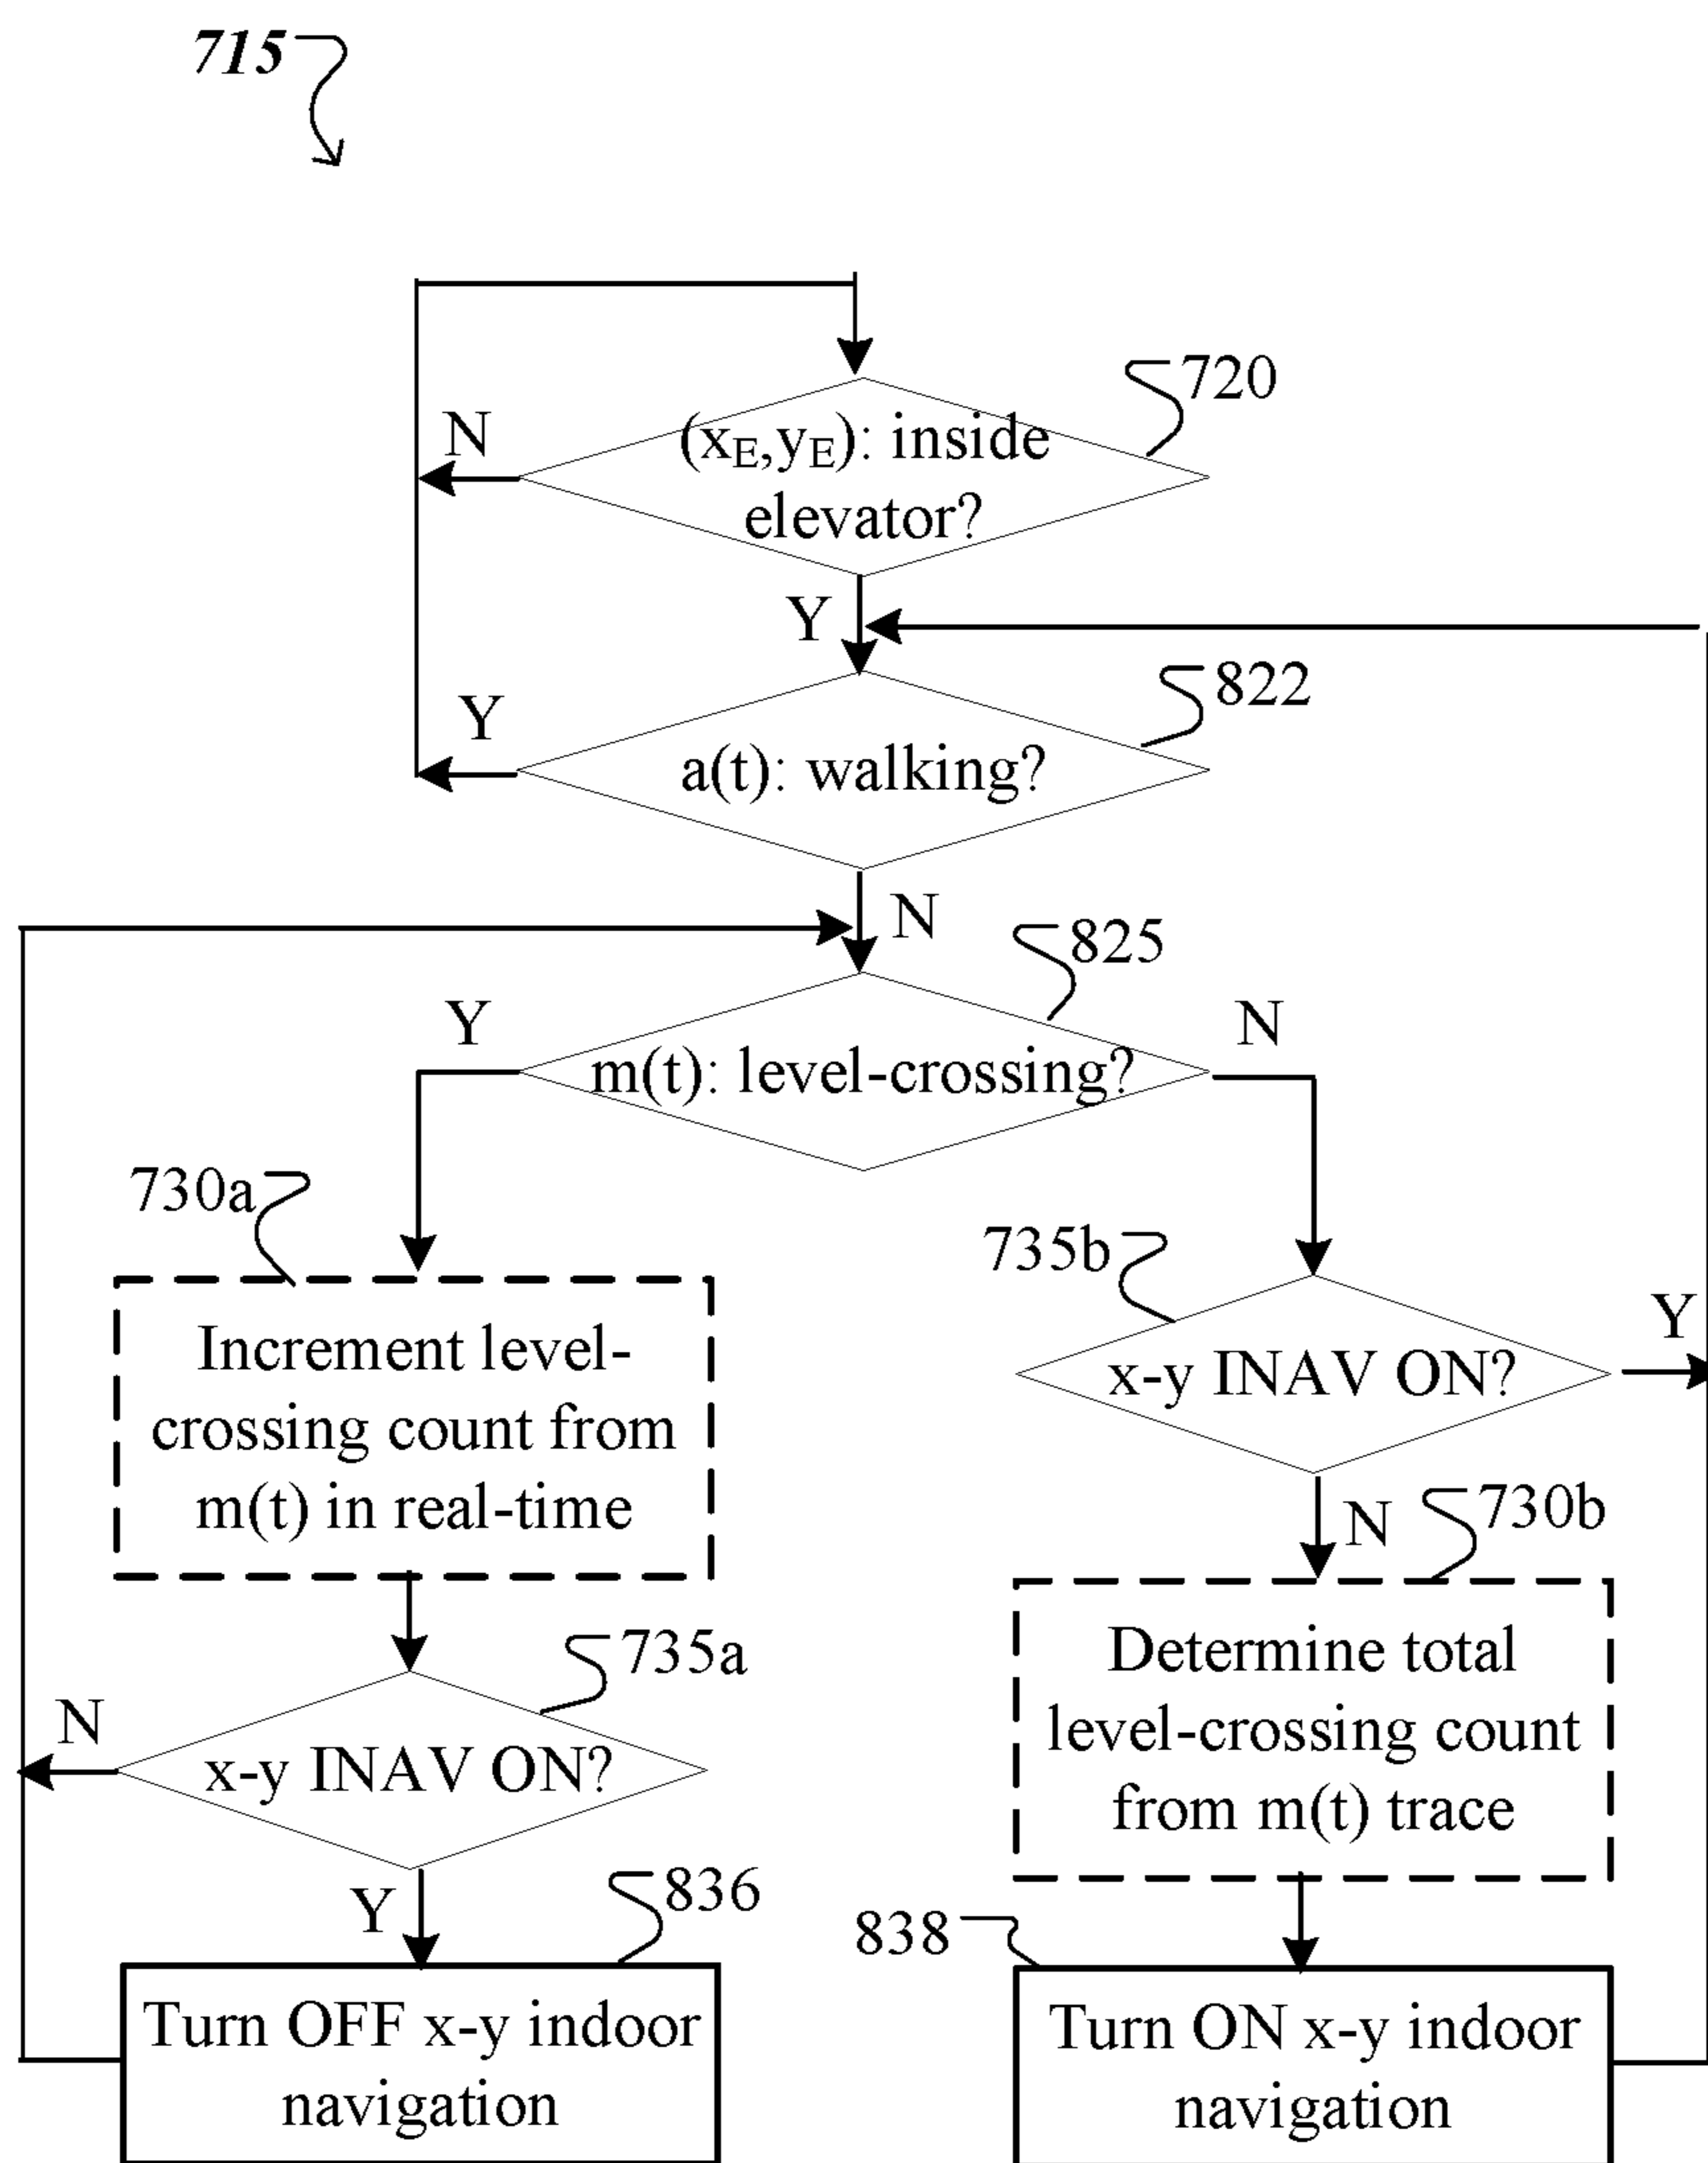 715
720
N
(xE,yE): inside
elevator?
Y
822
Y
a(t): walking?
N
825
Y
N
m(t): level-crossing?
730a
735b
Y
Increment level-
crossing count from
m(t) in real-time
x-y INAV ON?
N
730b
735a
Determine total
level-crossing count
from m(t) trace
N
x-y INAV ON?
Y
836
838
Turn OFF x-y indoor
navigation
Turn ON x-y indoor
navigation